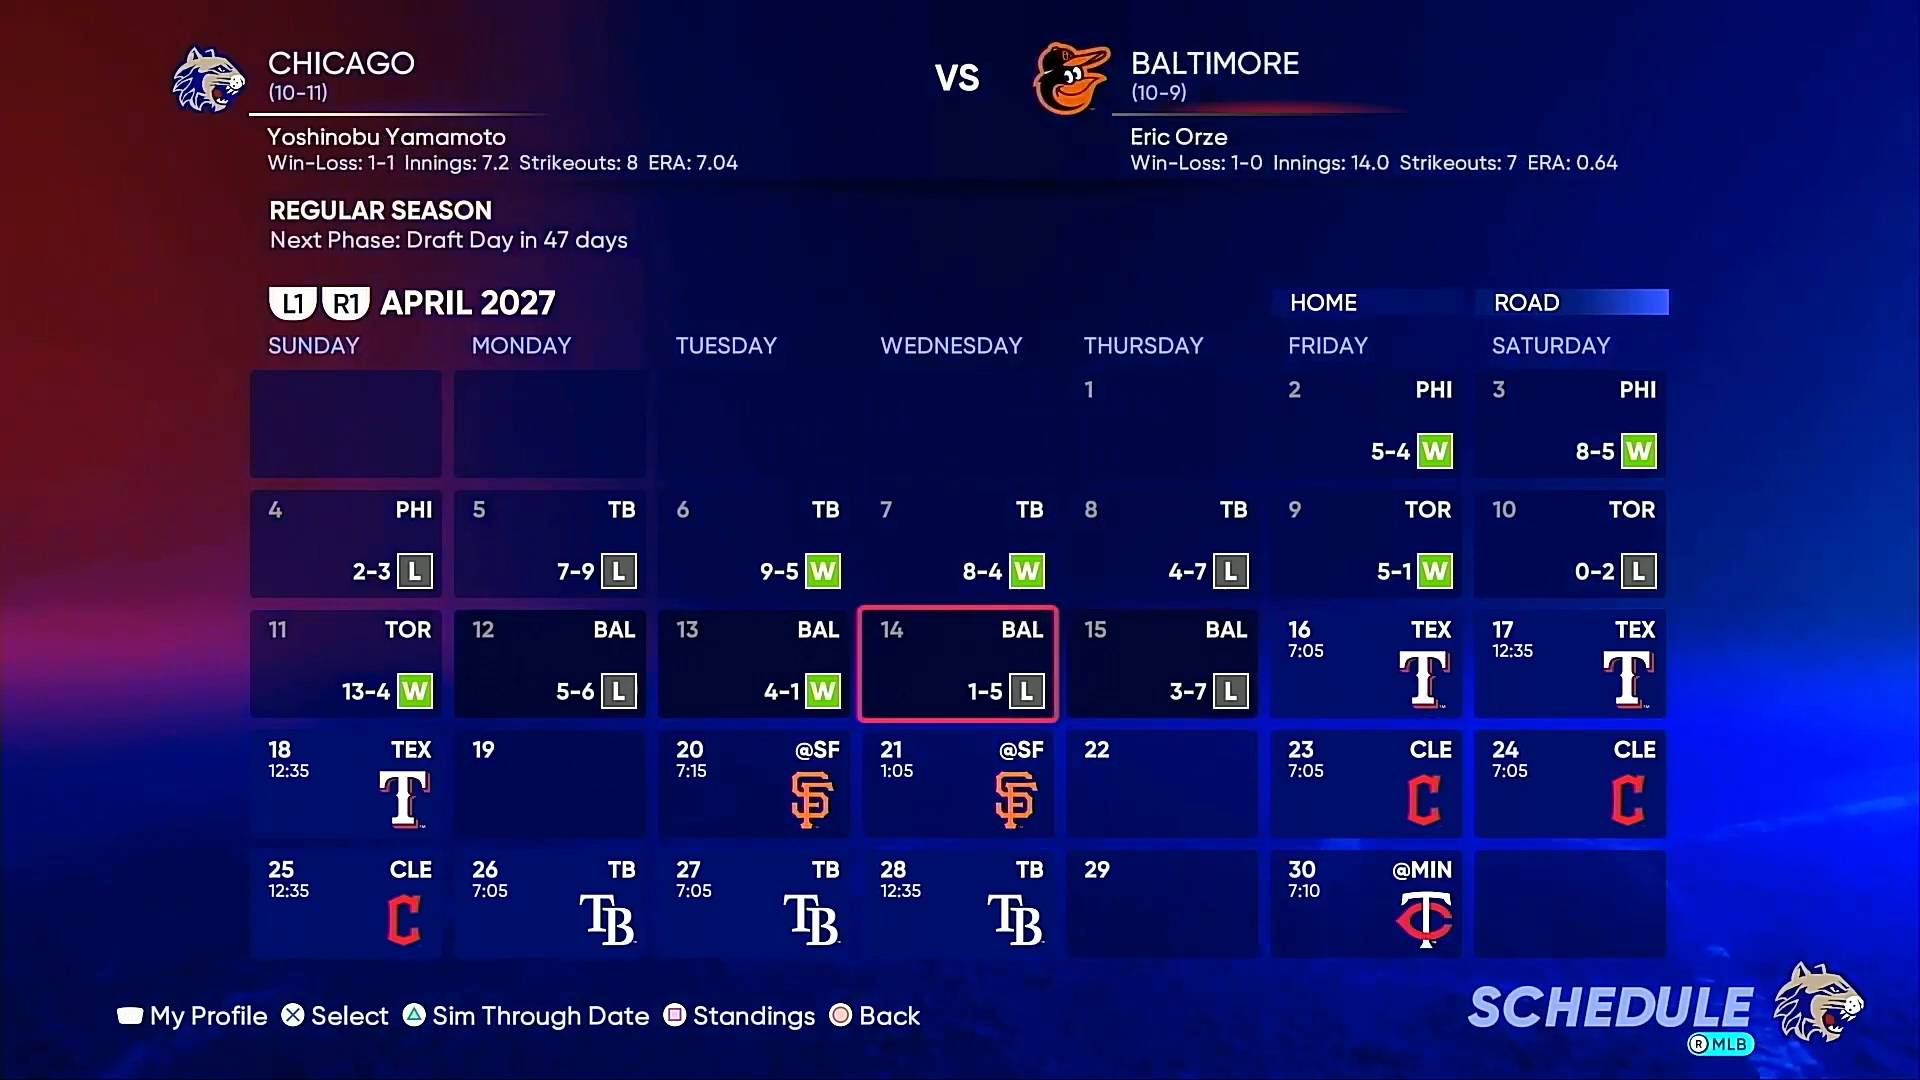 CHICAGO
(10-11)
VS
BALTIMORE
(10-9)
Yoshinobu Yamamoto
Win-Loss: 1-1 Innings: 7.2 Strikeouts: 8 ERA: 7.04
Eric Orze
Win-Loss: 1-0 Innings: 14.0 Strikeouts: 7 ERA: 0.64
REGULAR SEASON
Next Phase: Draft Day in 47 days
L1 R1 APRIL 2027
HOME ROAD
SUNDAY MONDAY TUESDAY WEDNESDAY THURSDAY FRIDAY SATURDAY
1 2 PHI 3 PHI
5-4 W 8-5 W
4 PHI 5 TB 6 TB 7 TB 8 TB 9 TOR 10 TOR
2-3 L 7-9 L 9-5 W 8-4 W 4-7 L 5-1 W 0-2 L
11 TOR 12 BAL 13 BAL 14 BAL 15 BAL 16 TEX 17 TEX
7:05 12:35
T T
13-4 W 5-6 L 4-1 W 1-5 L 3-7 L
18 TEX 19 20 @SF 21 @SF 22 23 CLE 24 CLE
12:35 7:15 1:05 7:05 7:05
T SF SF C C
25 CLE 26 TB 27 TB 28 TB 29 30 @MIN
12:35 7:05 7:05 12:35 7:10
C TB TB TB TC
My Profile Select Sim Through Date Standings Back
SCHEDULE
R MLB